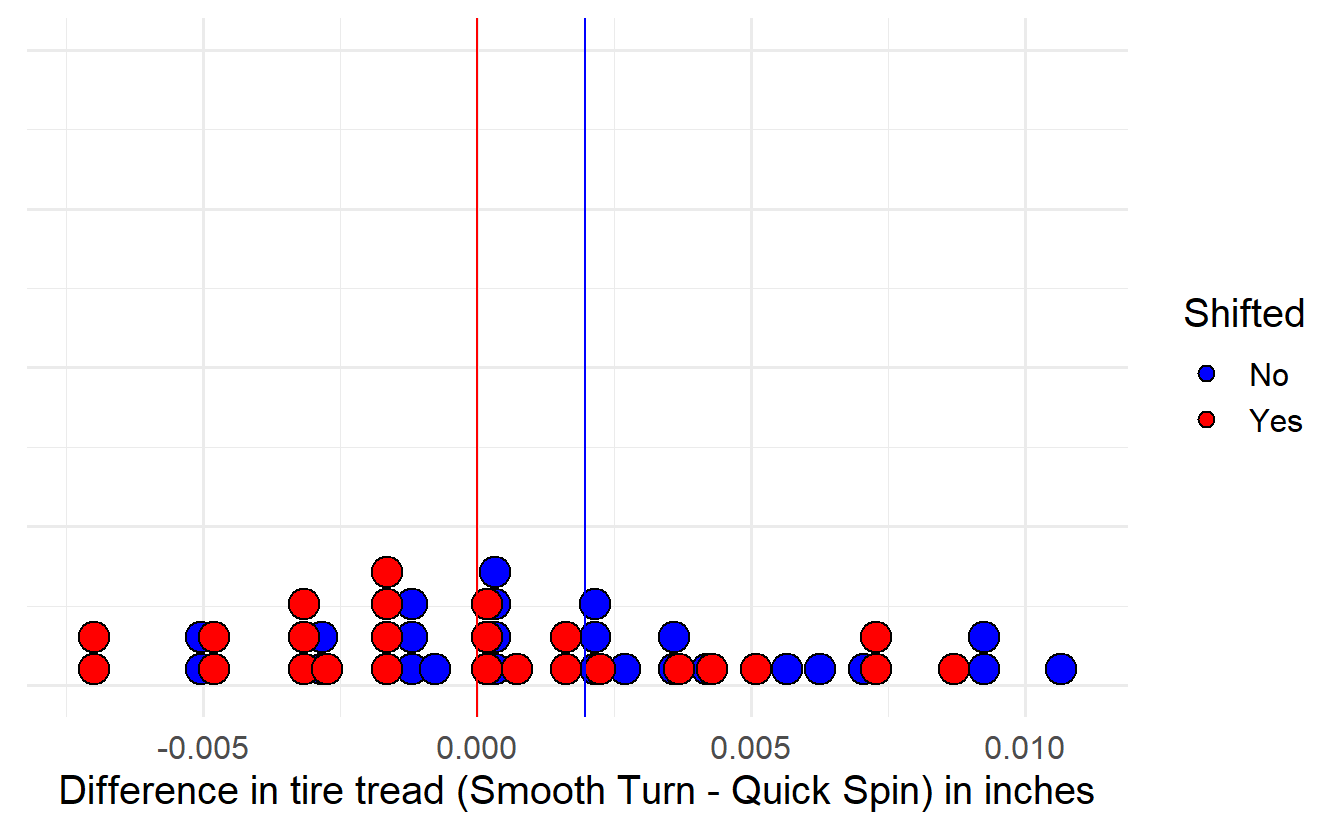 Shifted
No
Yes
-0.005
0.000
0.005
0.010
Difference in tire tread (Smooth Turn - Quick Spin) in inches